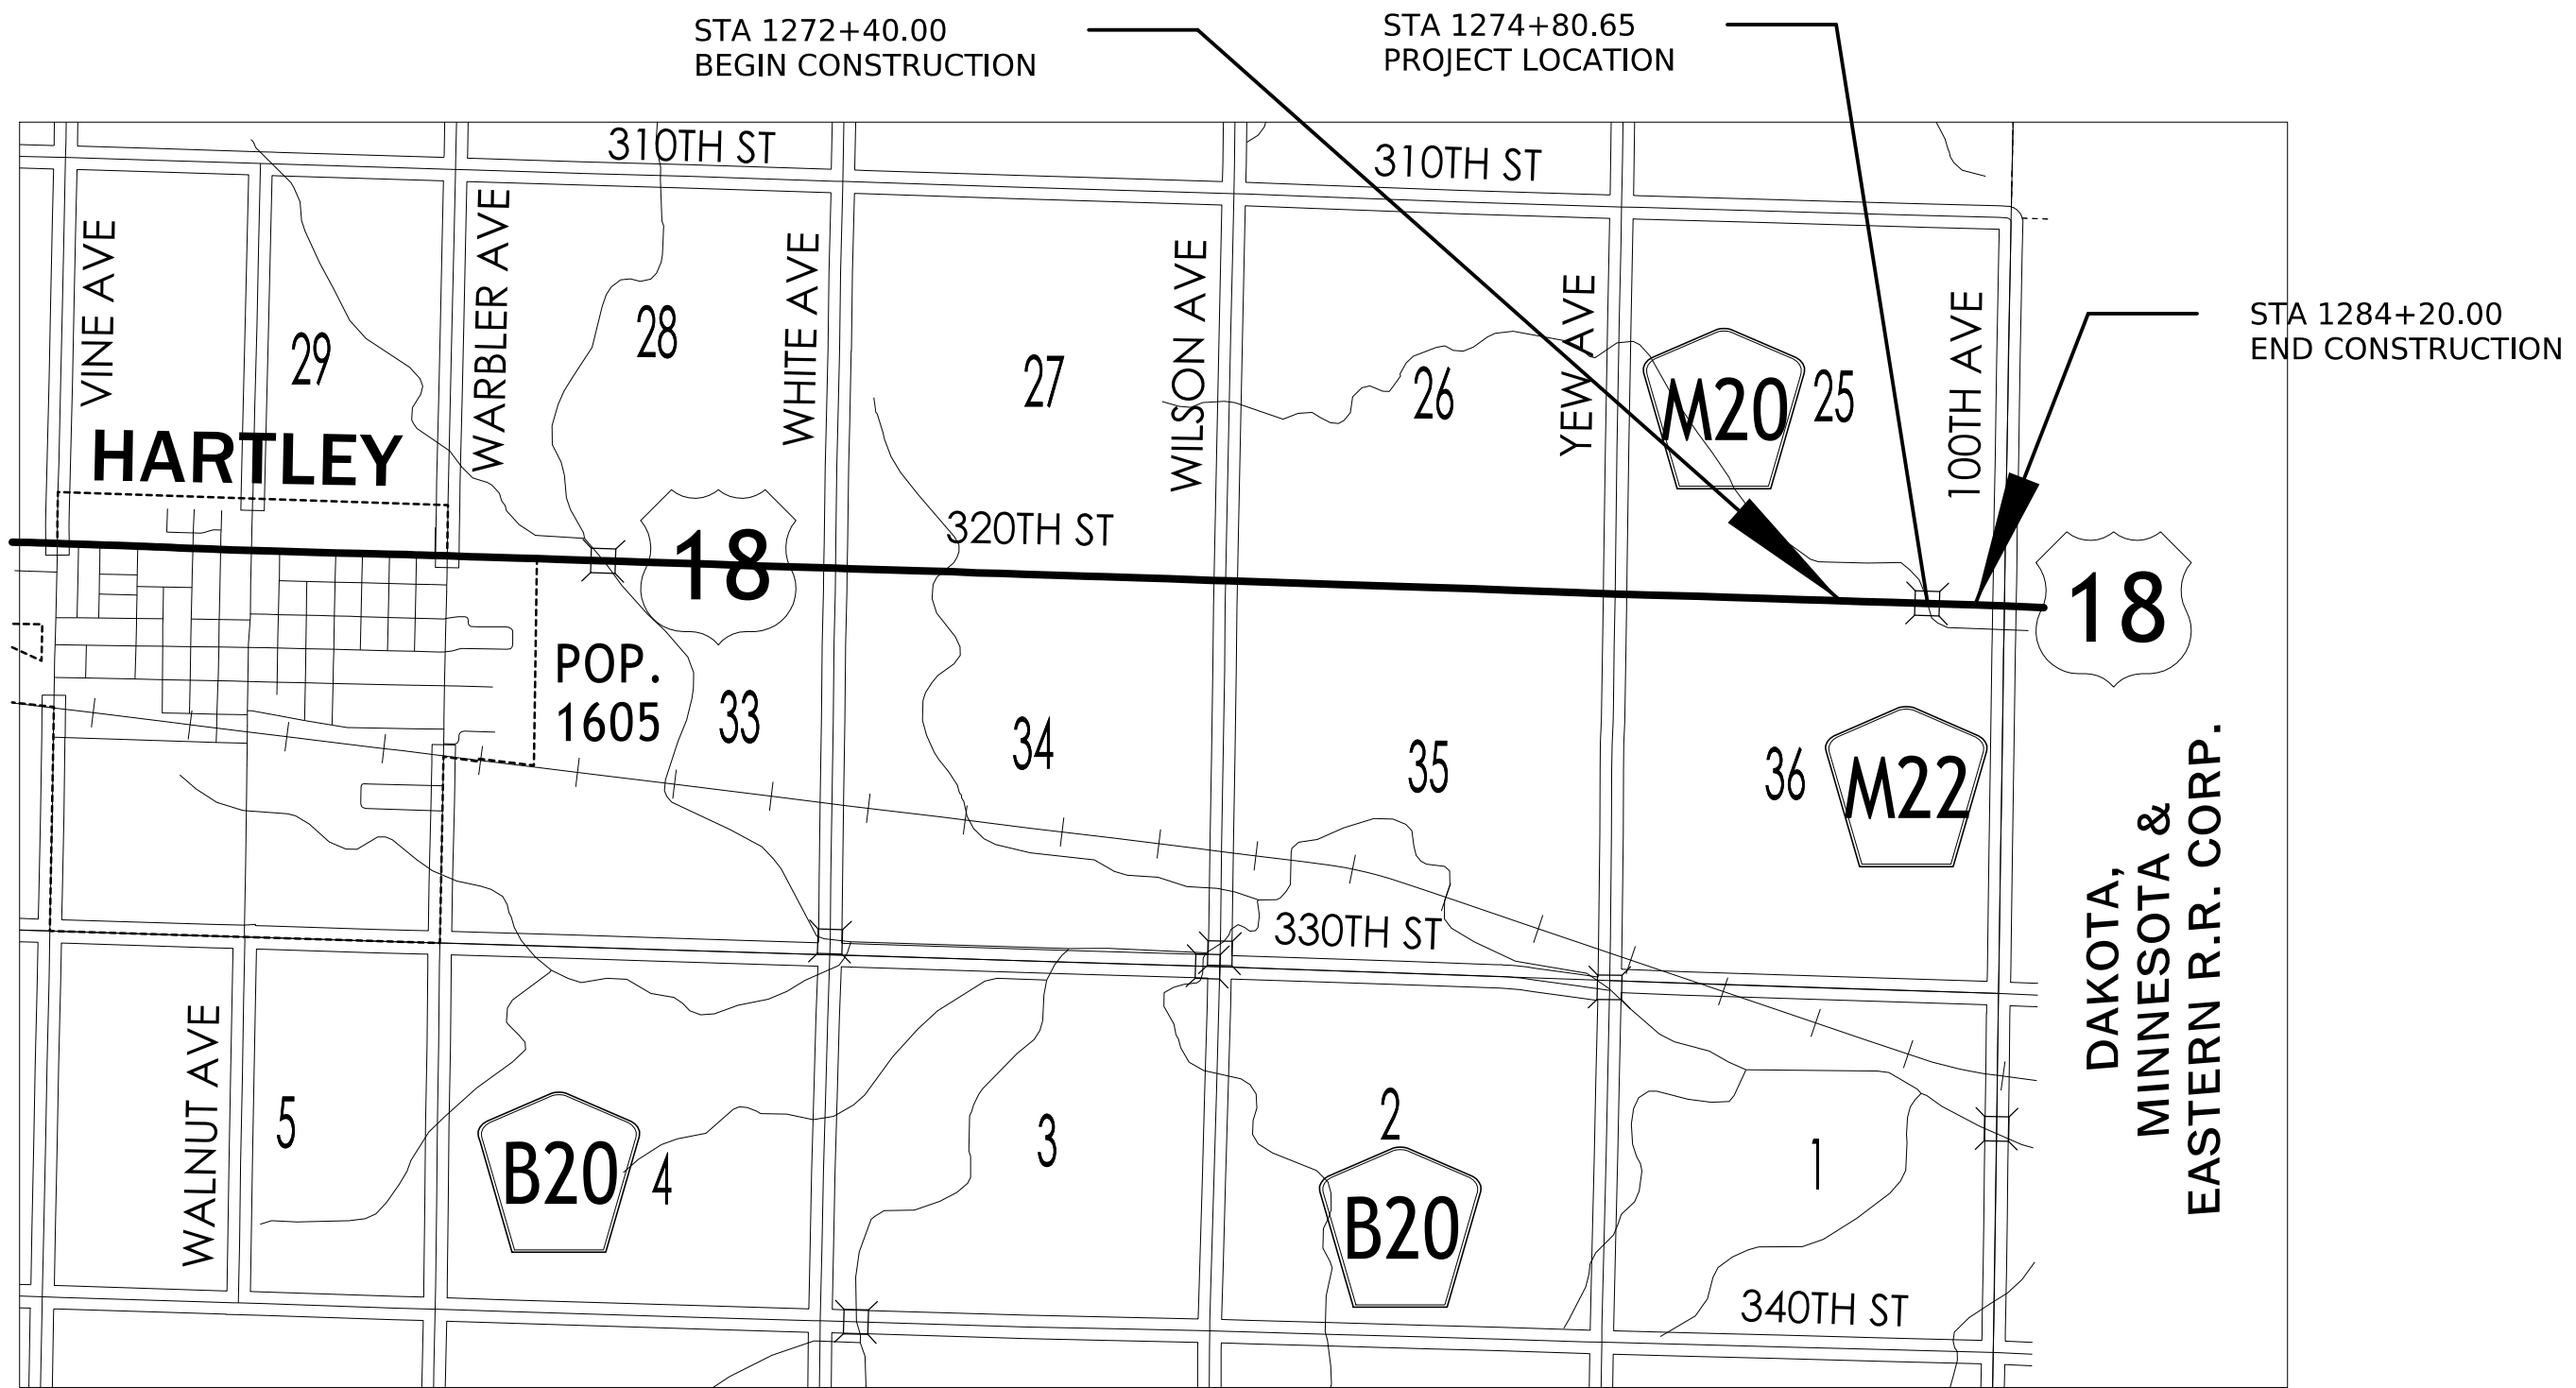 STA 1272+40.00
BEGIN CONSTRUCTION
STA 1274+80.65
PROJECT LOCATION
STA 1284+20.00
END CONSTRUCTION
310TH ST
310TH ST
VINE AVE
WARBLER AVE
WHITE AVE
WILSON AVE
YEW AVE
100TH AVE
29
28
27
26
M20
25
HARTLEY
18
320TH ST
18
POP.
1605
33
34
35
36
M22
DAKOTA,
MINNESOTA &
EASTERN R.R. CORP.
330TH ST
WALNUT AVE
5
B20
4
3
2
B20
1
340TH ST